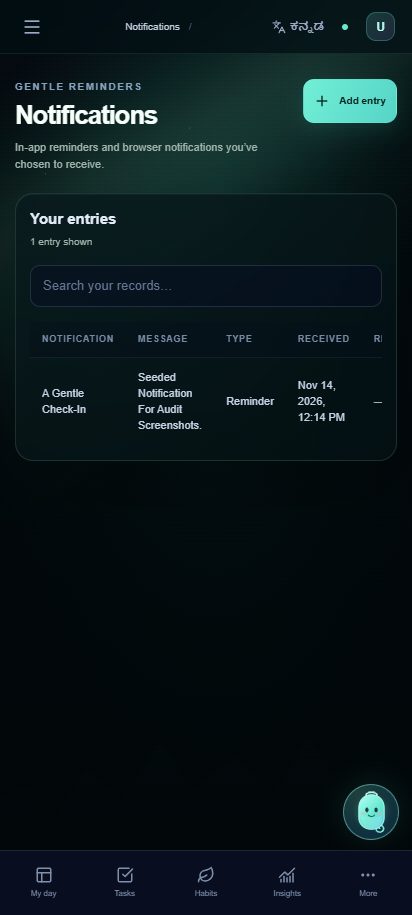 Notifications /
ಕನ್ನಡ
U
GENTLE REMINDERS
Notifications
Add entry
In-app reminders and browser notifications you've
chosen to receive.
Your entries
1 entry shown
Search your records...
NOTIFICATION MESSAGE TYPE RECEIVED
A Gentle
Check-In
Seeded
Notification
For Audit
Screenshots.
Reminder
Nov 14,
2026,
12:14 PM
—
My day
Tasks
Habits
Insights
More